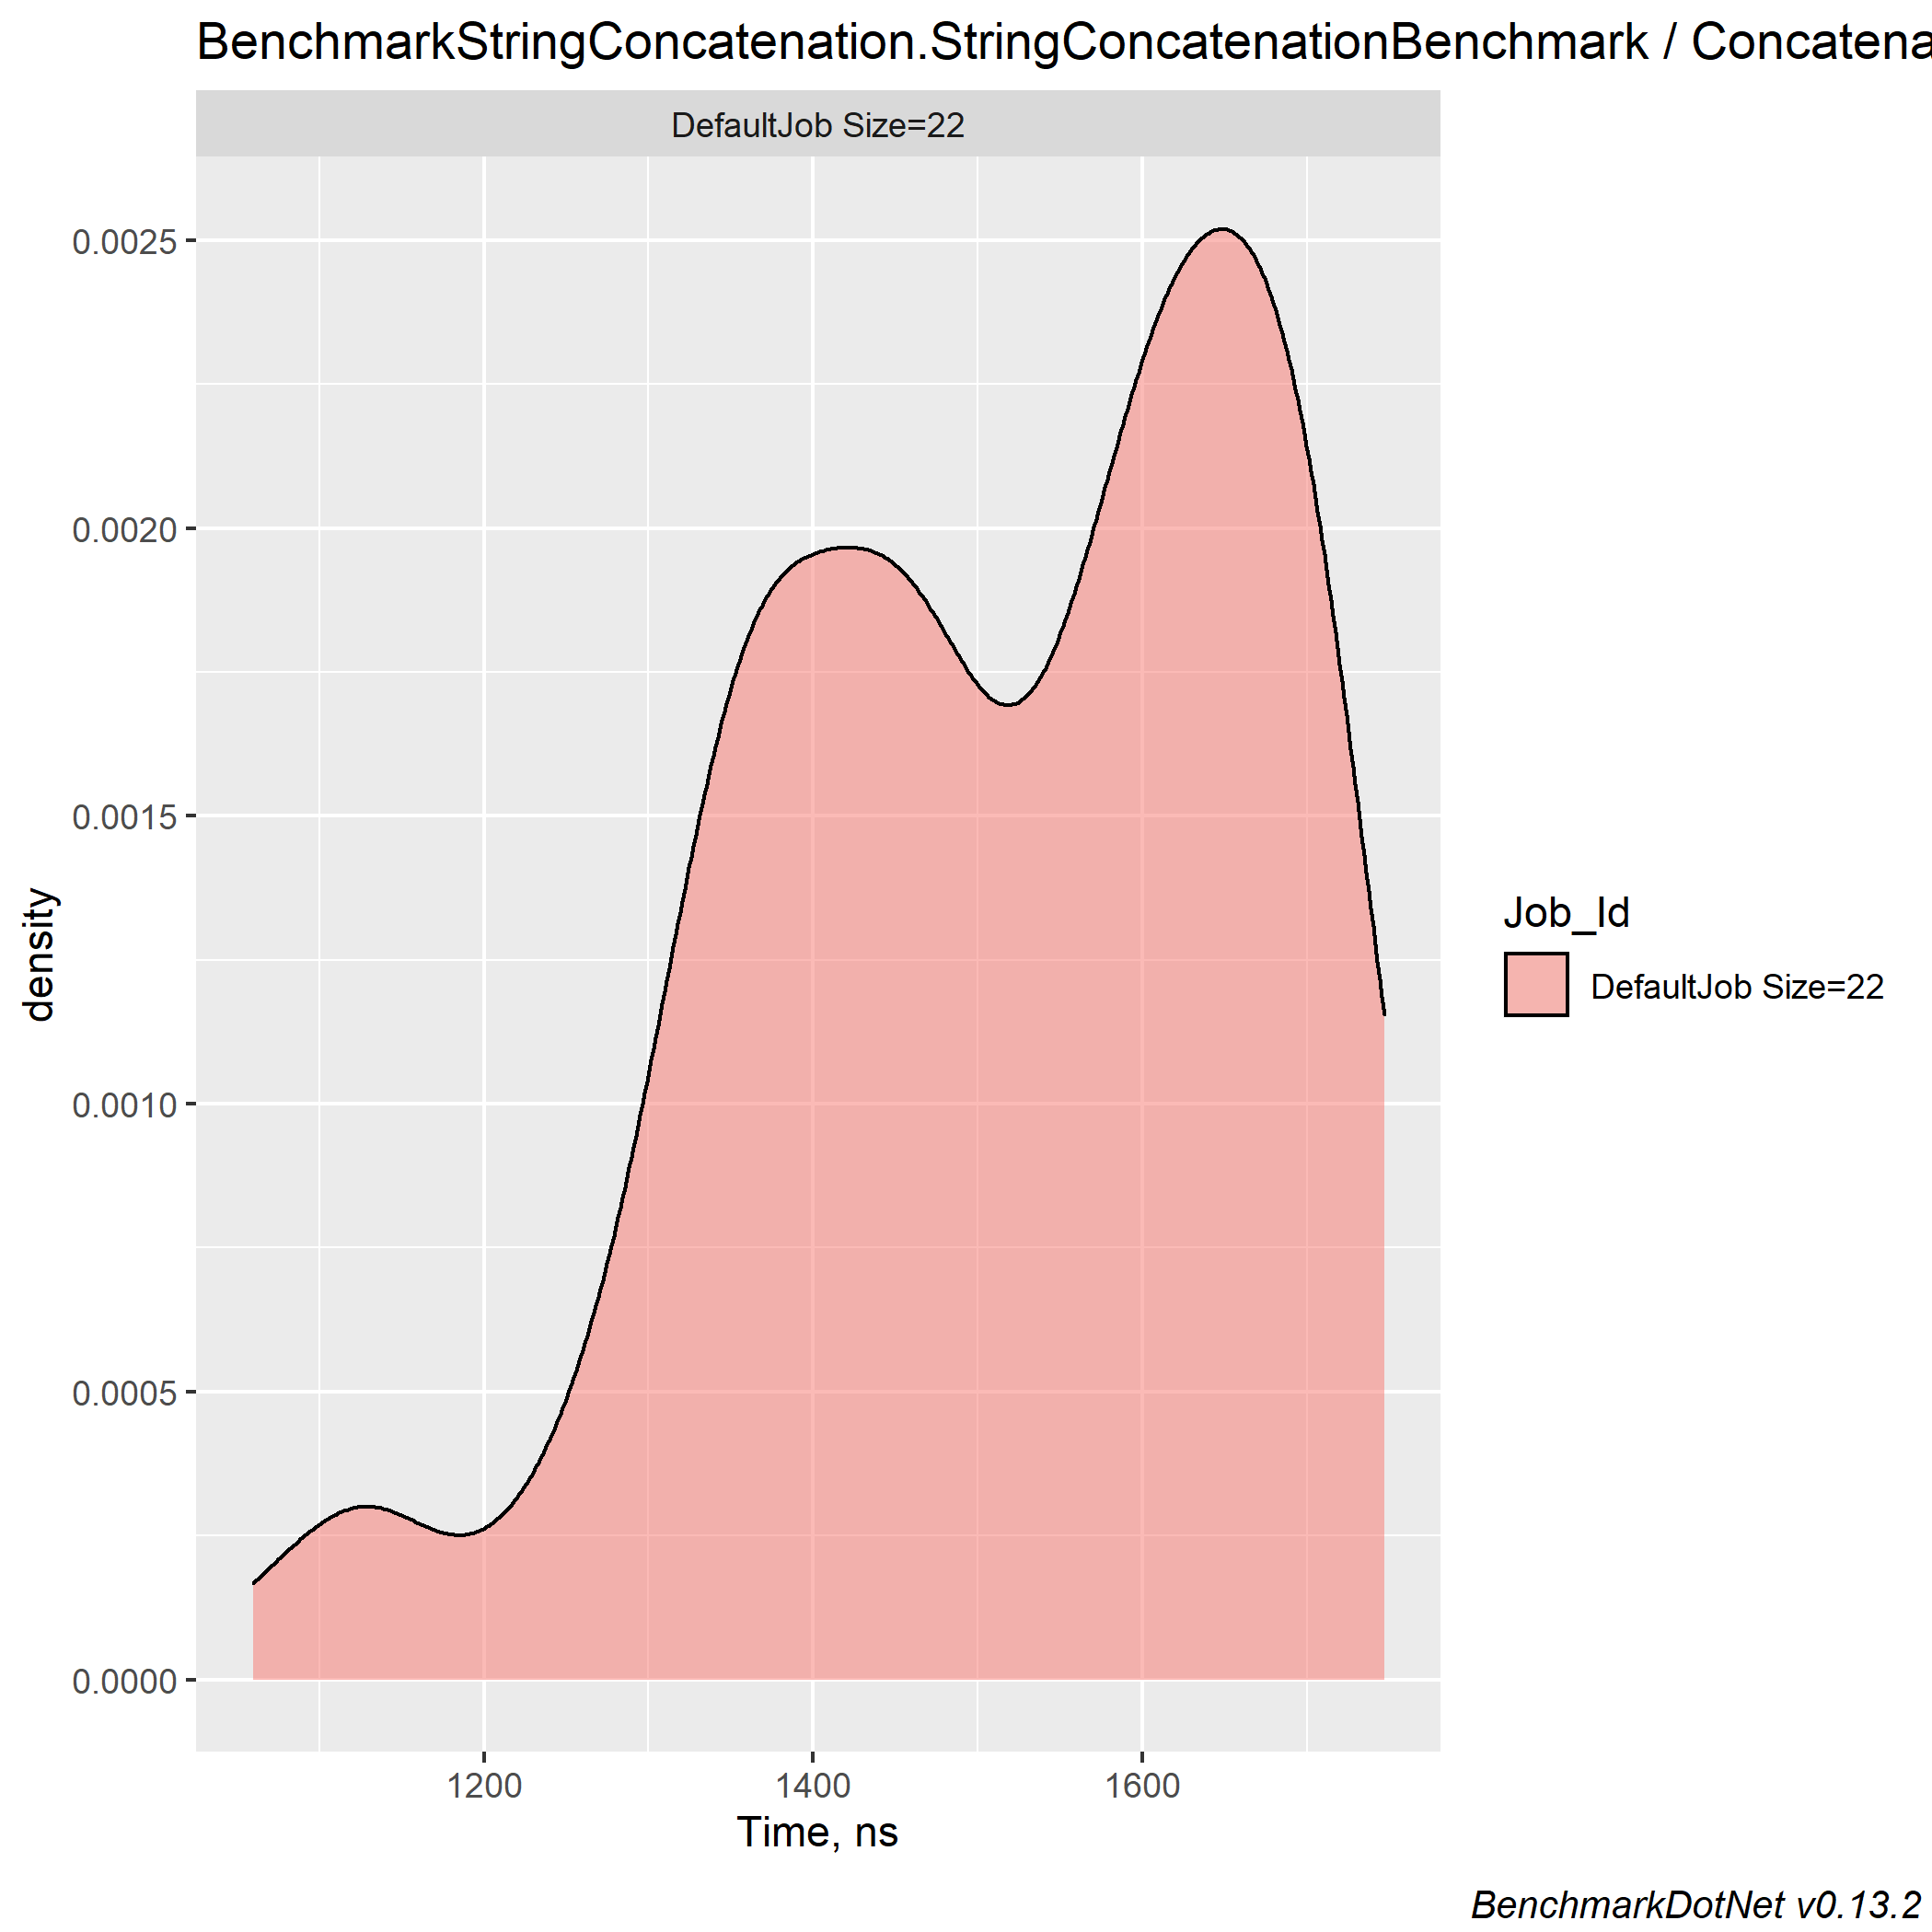 BenchmarkStringConcatenation.StringConcatenationBenchmark / Concatena
DefaultJob Size=22
0.0025
0.0020
0.0015
0.0010
0.0005
0.0000
density
1200 1400 1600
Time, ns
Job_Id
DefaultJob Size=22
BenchmarkDotNet v0.13.2